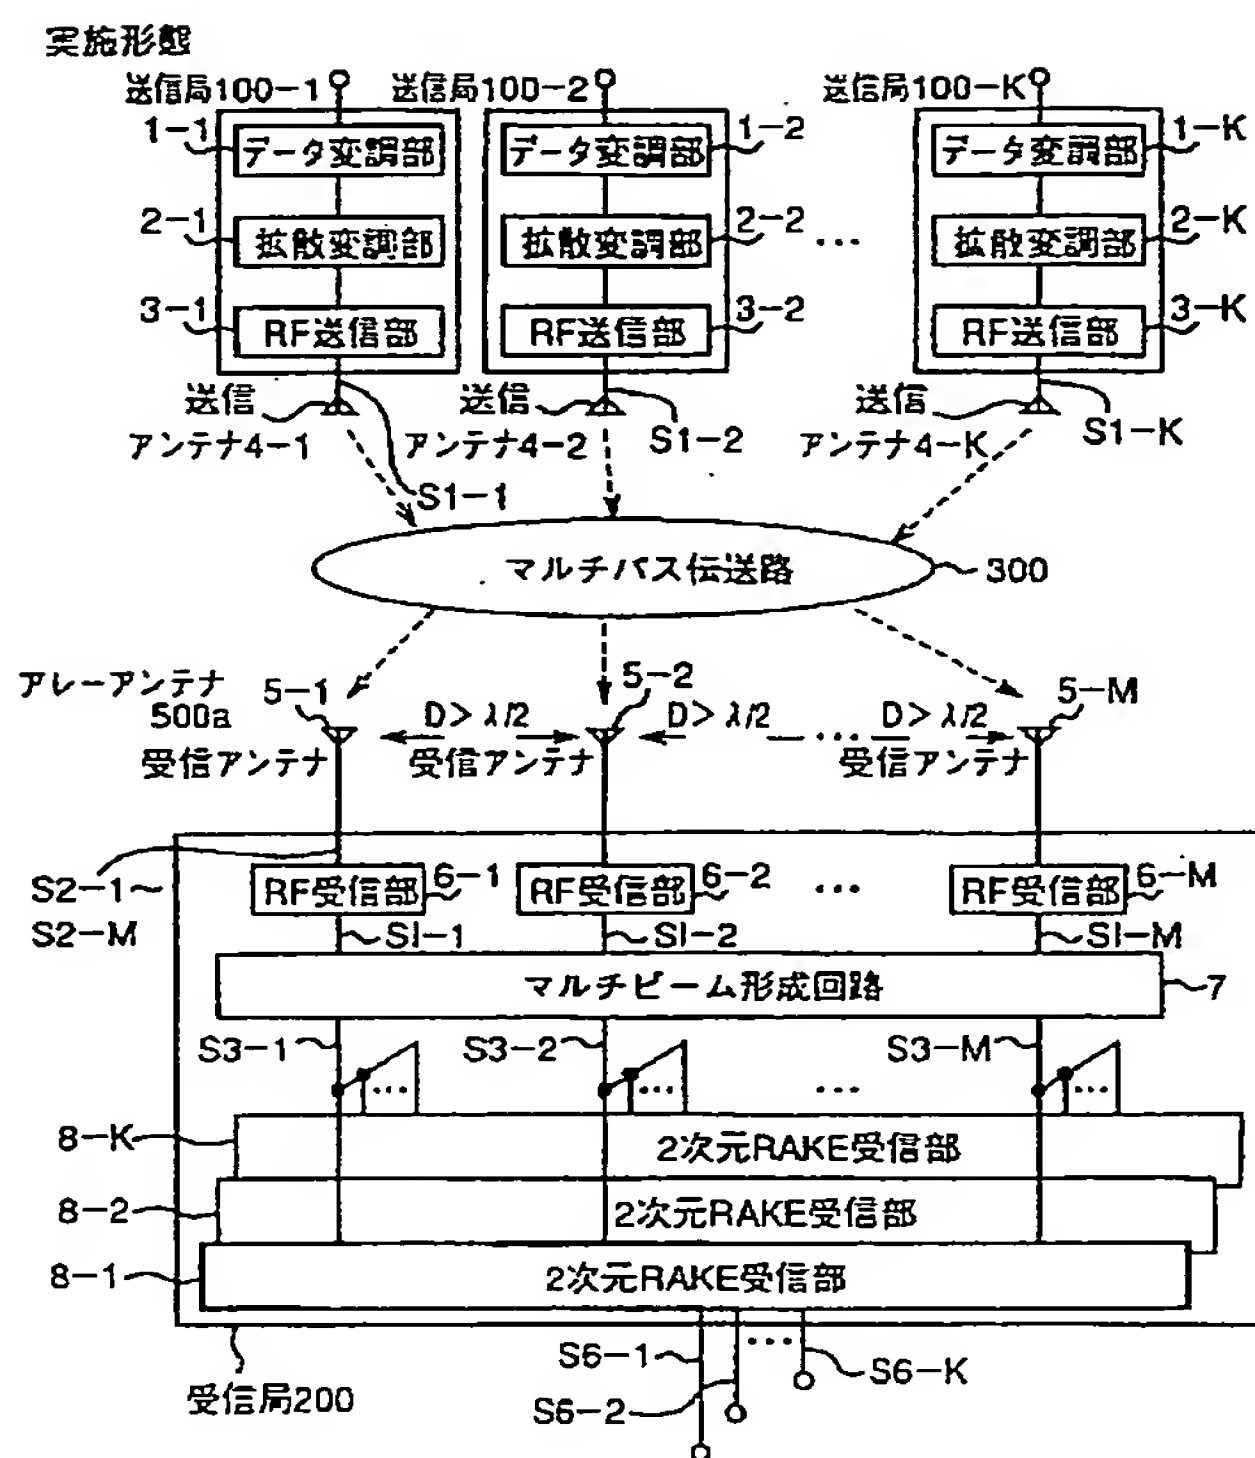 実施形態
送信局100-1
送信局100-2
送信局100-K
1-1
データ変調部
1-2
データ変調部
1-K
データ変調部
2-1
拡散変調部
2-2
拡散変調部
...
2-K
拡散変調部
3-1
RF送信部
3-2
RF送信部
3-K
RF送信部
送信
アンテナ4-1
S1-1
送信
アンテナ4-2
S1-2
送信
アンテナ4-K
S1-K
マルチパス伝送路
300
アレーアンテナ
500a
5-1
受信アンテナ
D>λ/2
5-2
受信アンテナ
D>λ/2
...
D>λ/2
5-M
受信アンテナ
S2-1~
S2-M
RF受信部
6-1
RF受信部
6-2
...
RF受信部
6-M
SI-1
SI-2
SI-M
マルチビーム形成回路
7
S3-1
S3-2
S3-M
...
...
...
...
8-K
2次元RAKE受信部
8-2
2次元RAKE受信部
8-1
2次元RAKE受信部
受信局200
S6-1
S6-2
....
S6-K